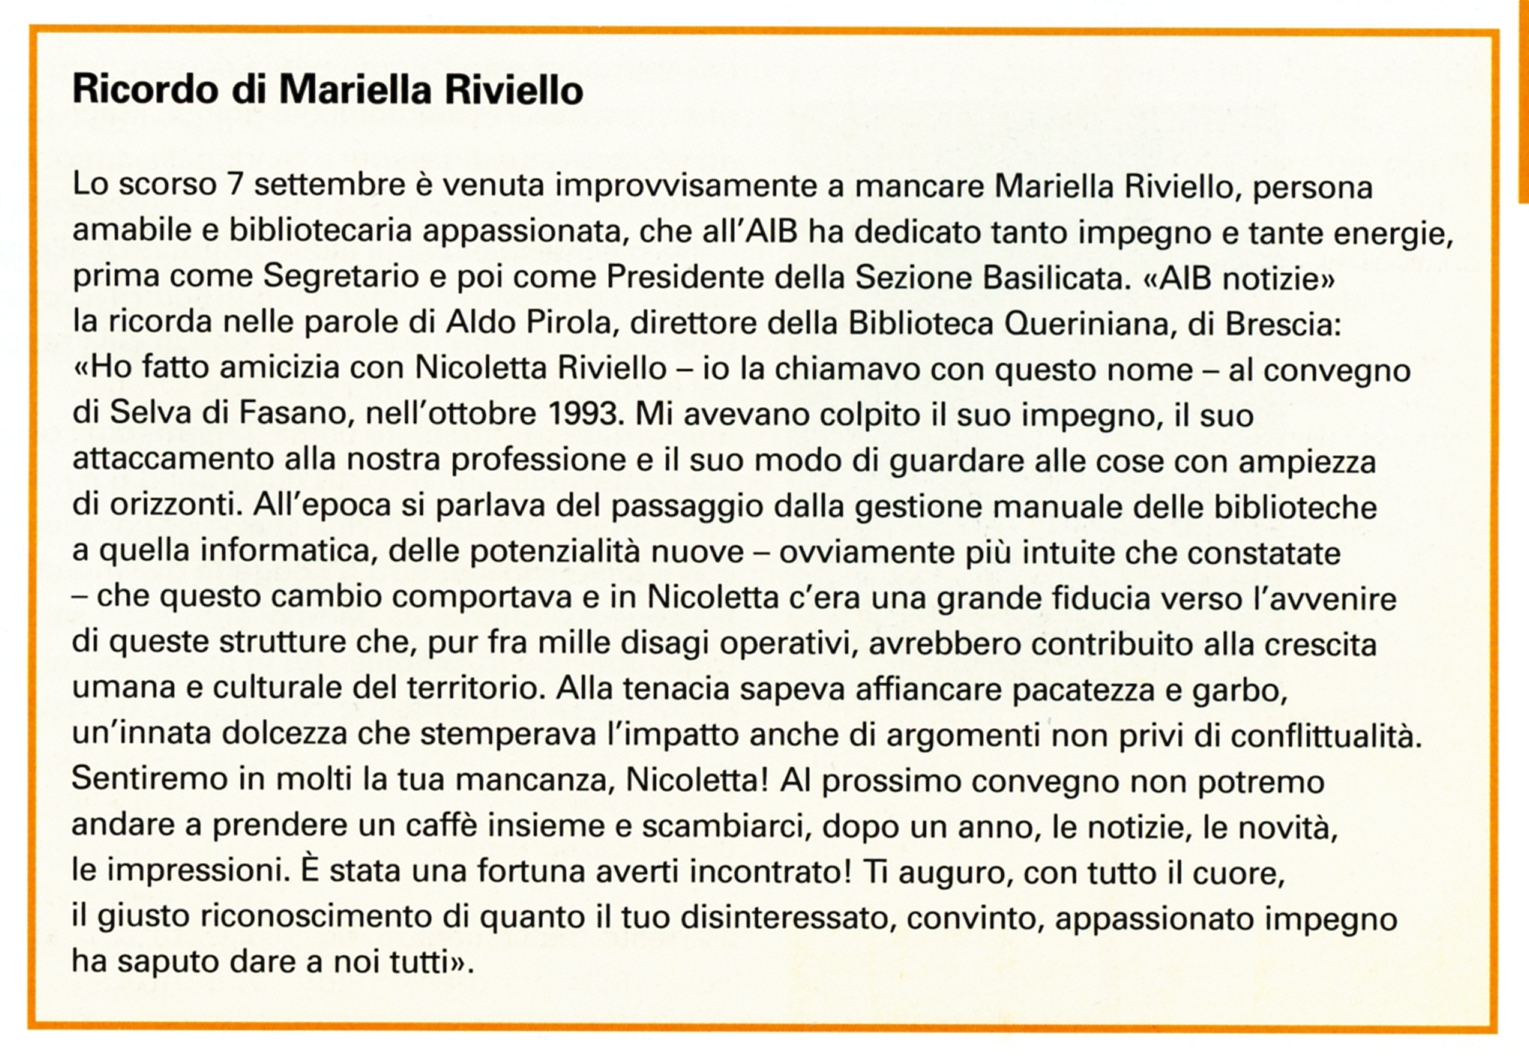 Ricordo di Mariella Riviello
Lo scorso 7 settembre è venuta improvvisamente a mancare Mariella Riviello, persona
amabile e bibliotecaria appassionata, che all'AIB ha dedicato tanto impegno e tante energie,
prima come Segretario e poi come Presidente della Sezione Basilicata. «AIB notizie»
la ricorda nelle parole di Aldo Pirola, direttore della Biblioteca Queriniana, di Brescia:
«Ho fatto amicizia con Nicoletta Riviello – io la chiamavo con questo nome – al convegno
di Selva di Fasano, nell'ottobre 1993. Mi avevano colpito il suo impegno, il suo
attaccamento alla nostra professione e il suo modo di guardare alle cose con ampiezza
di orizzonti. All'epoca si parlava del passaggio dalla gestione manuale delle biblioteche
a quella informatica, delle potenzialità nuove – ovviamente più intuite che constatate
– che questo cambio comportava e in Nicoletta c'era una grande fiducia verso l'avvenire
di queste strutture che, pur fra mille disagi operativi, avrebbero contribuito alla crescita
umana e culturale del territorio. Alla tenacia sapeva affiancare pacatezza e garbo,
un'innata dolcezza che stemperava l'impatto anche di argomenti non privi di conflittualità.
Sentiremo in molti la tua mancanza, Nicoletta! Al prossimo convegno non potremo
andare a prendere un caffè insieme e scambiarci, dopo un anno, le notizie, le novità,
le impressioni. È stata una fortuna averti incontrato! Ti auguro, con tutto il cuore,
il giusto riconoscimento di quanto il tuo disinteressato, convinto, appassionato impegno
ha saputo dare a noi tutti».